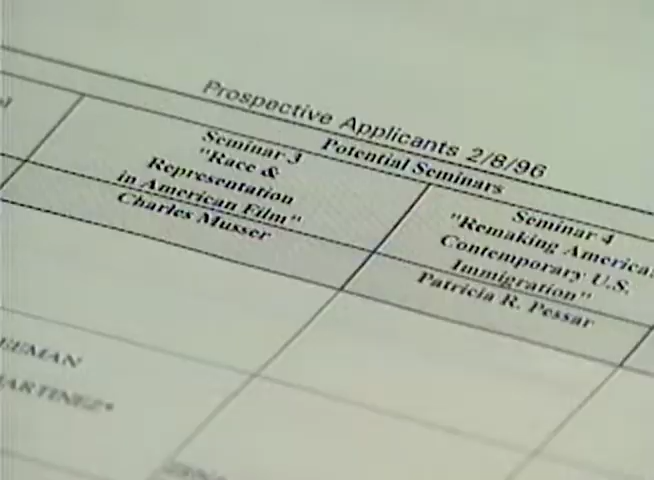 Prospective Applicants 2/8/96
Potential Seminars
Seminar 3
"Race &
Representation
in American Film"
Charles Musser
Seminar 4
"Remaking America:
Contemporary U.S.
Immigration"
Patricia R. Pessar